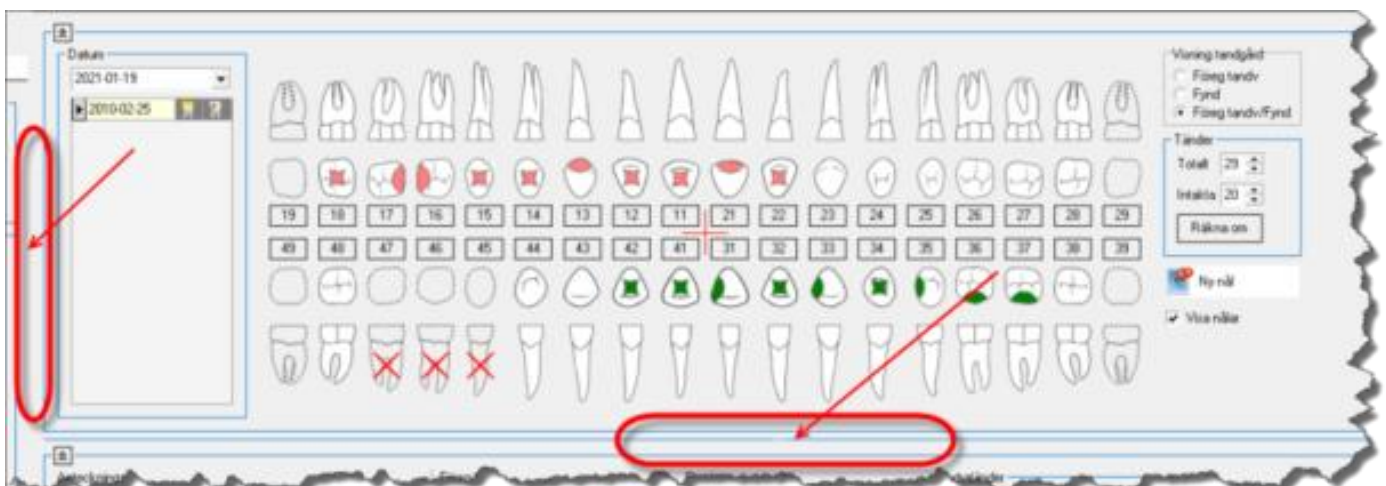 Datum
2021-01-19
2010-02-25
Visning tandgård
Föreg tandv
Fynd
Föreg tandv/Fynd
Tänder
Totalt 29
Intakta 20
Räkna om
Ny nål
Visa nålar
19 18 17 16 15 14 13 12 11 21 22 23 24 25 26 27 28 29
49 48 47 46 45 44 43 42 41 31 32 33 34 35 36 37 38 39